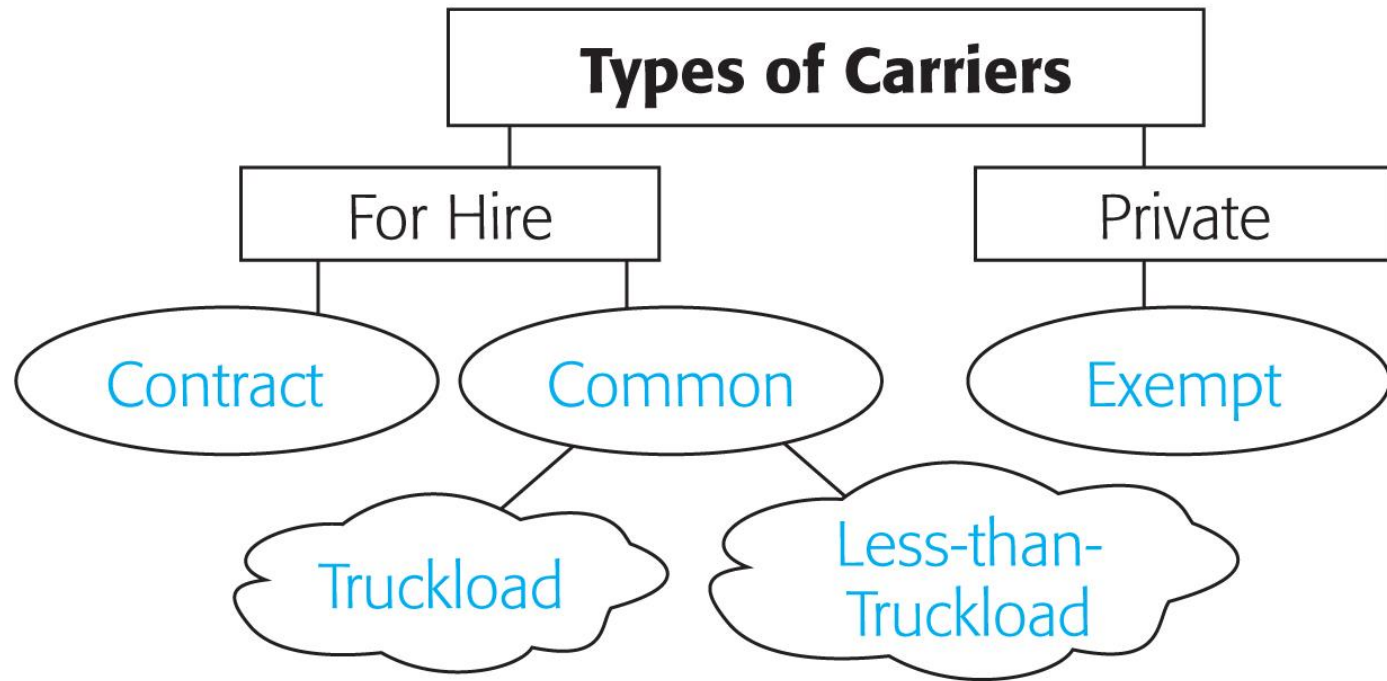 Types of Carriers
For Hire
Private
Contract
Common
Exempt
Truckload
Less-than-
Truckload